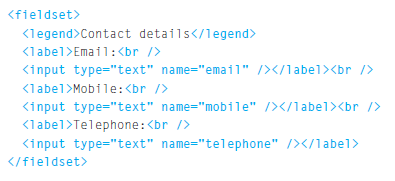 <fieldset>
<legend>Contact details</legend>
<label>Email:<br />
<input type="text" name="email" /></label><br />
<label>Mobile:<br />
<input type="text" name="mobile" /></label><br />
<label>Telephone:<br />
<input type="text" name="telephone" /></label>
</fieldset>